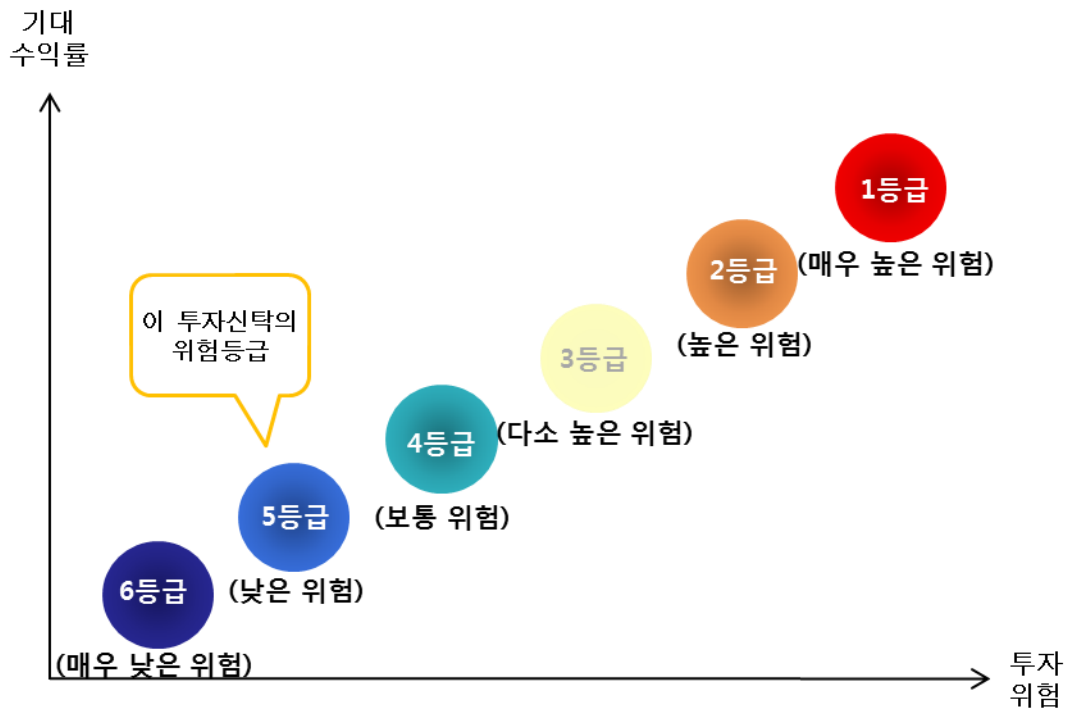 기대
수익률
1등급
(매우 높은 위험)
2등급
(높은 위험)
이 투자신탁의
위험등급
3등급
(다소 높은 위험)
4등급
(보통 위험)
5등급
(낮은 위험)
6등급
(매우 낮은 위험)
투자
위험